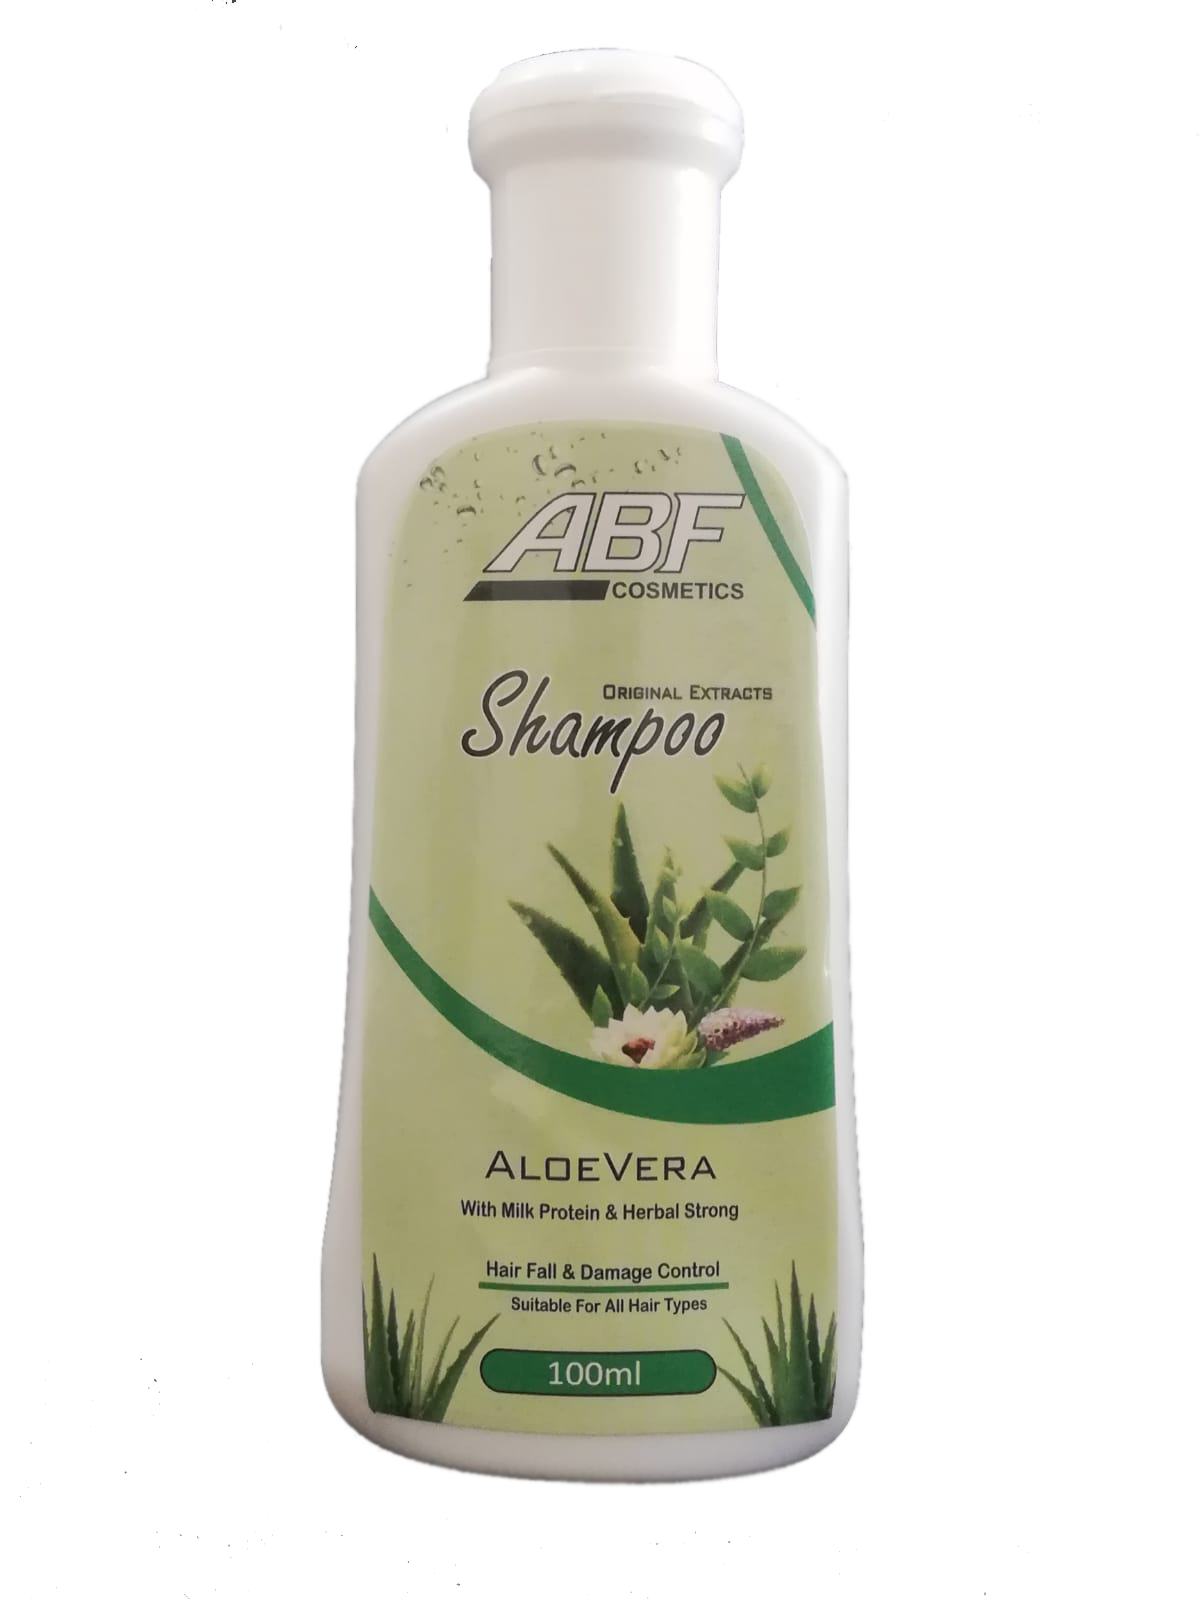 ABF
COSMETICS
Original Extracts
Shampoo
AloeVera
With Milk Protein & Herbal Strong
Hair Fall & Damage Control
Suitable For All Hair Types
100ml